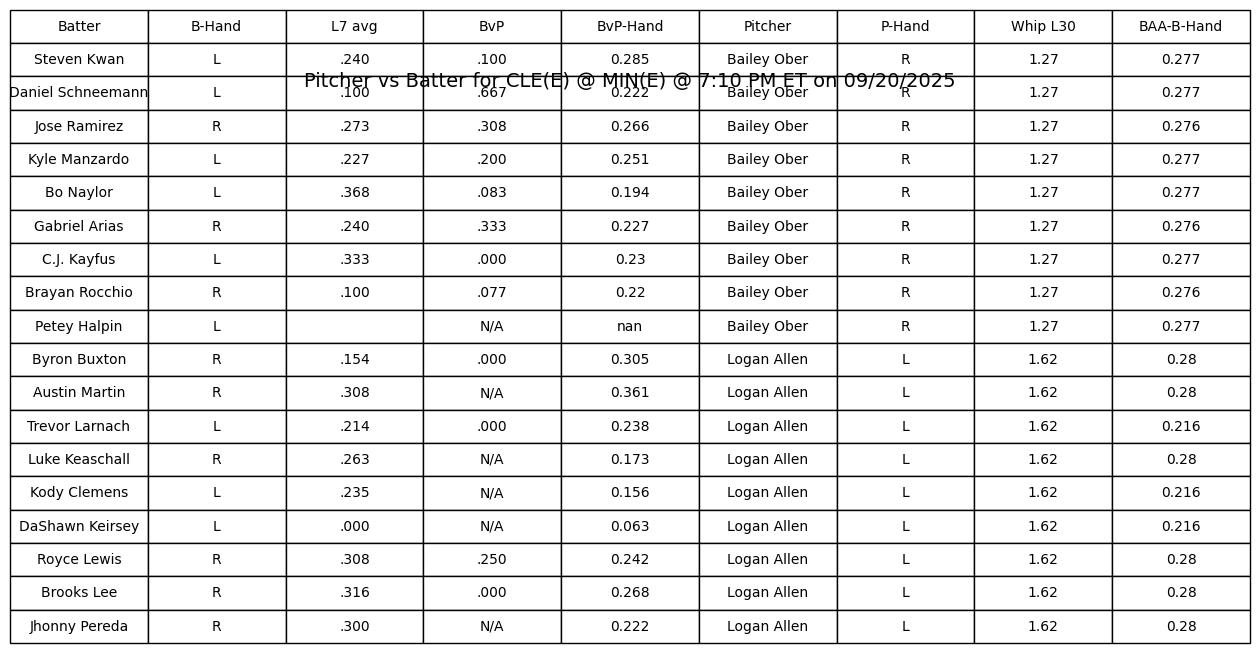 Batter B-Hand L7 avg BvP BvP-Hand Pitcher P-Hand Whip L30 BAA-B-Hand
Steven Kwan L .240 .100 0.285 Bailey Ober R 1.27 0.277
Pitcher vs Batter for CLE(E) @ MIN(E) @ 7:10 PM ET on 09/20/2025
Daniel Schneemann L .100 .667 0.222 Bailey Ober R 1.27 0.277
Jose Ramirez R .273 .308 0.266 Bailey Ober R 1.27 0.276
Kyle Manzardo L .227 .200 0.251 Bailey Ober R 1.27 0.277
Bo Naylor L .368 .083 0.194 Bailey Ober R 1.27 0.277
Gabriel Arias R .240 .333 0.227 Bailey Ober R 1.27 0.276
C.J. Kayfus L .333 .000 0.23 Bailey Ober R 1.27 0.277
Brayan Rocchio R .100 .077 0.22 Bailey Ober R 1.27 0.276
Petey Halpin L N/A nan Bailey Ober R 1.27 0.277
Byron Buxton R .154 .000 0.305 Logan Allen L 1.62 0.28
Austin Martin R .308 N/A 0.361 Logan Allen L 1.62 0.28
Trevor Larnach L .214 .000 0.238 Logan Allen L 1.62 0.216
Luke Keaschall R .263 N/A 0.173 Logan Allen L 1.62 0.28
Kody Clemens L .235 N/A 0.156 Logan Allen L 1.62 0.216
DaShawn Keirsey L .000 N/A 0.063 Logan Allen L 1.62 0.216
Royce Lewis R .308 .250 0.242 Logan Allen L 1.62 0.28
Brooks Lee R .316 .000 0.268 Logan Allen L 1.62 0.28
Jhonny Pereda R .300 N/A 0.222 Logan Allen L 1.62 0.28